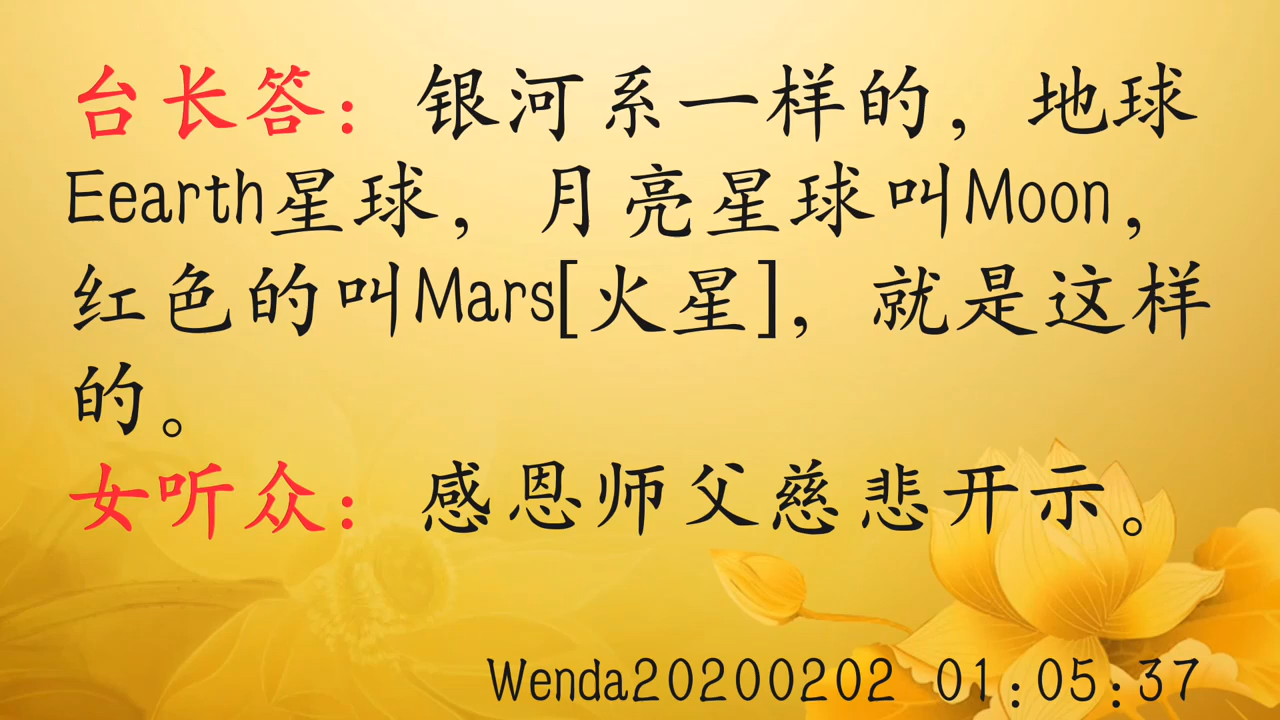 台长答：银河系一样的，地球
Eearth星球，月亮星球叫Moon，
红色的叫Mars[火星]，就是这样
的。
女听众：感恩师父慈悲开示。
Wenda20200202 01:05:37